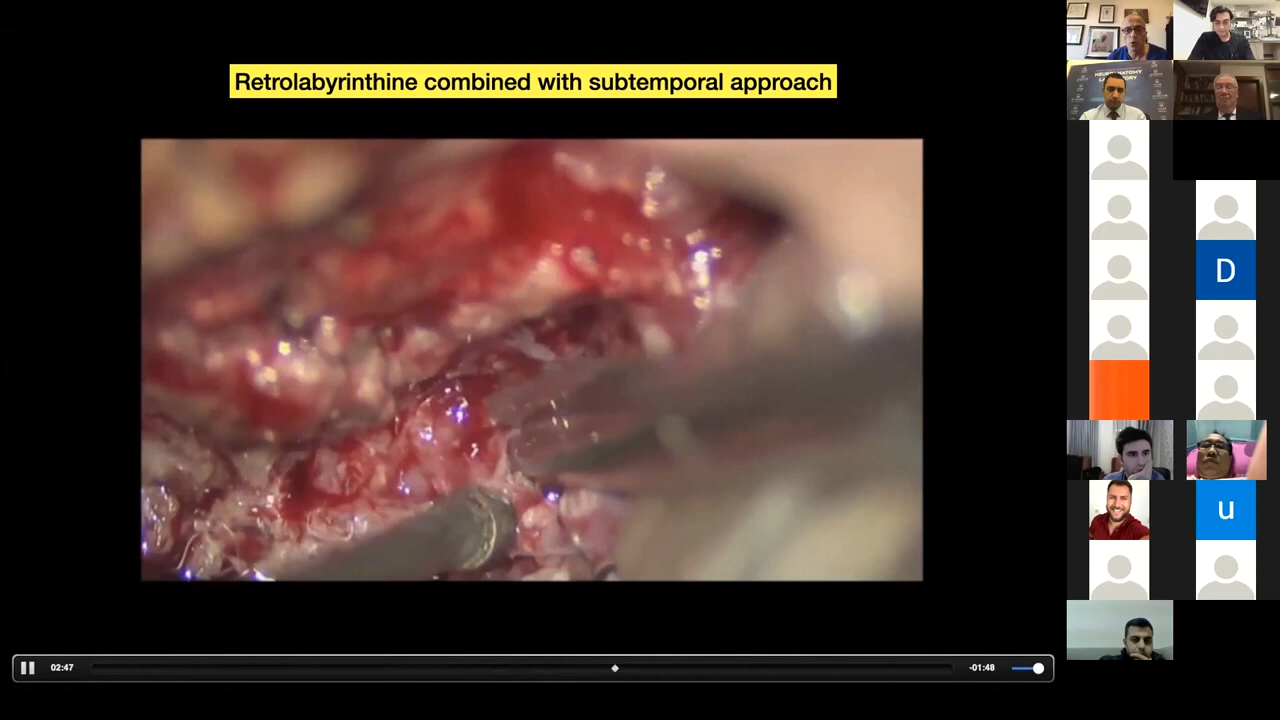 Retrolabyrinthine combined with subtemporal approach
D
u
02:47
-01:48